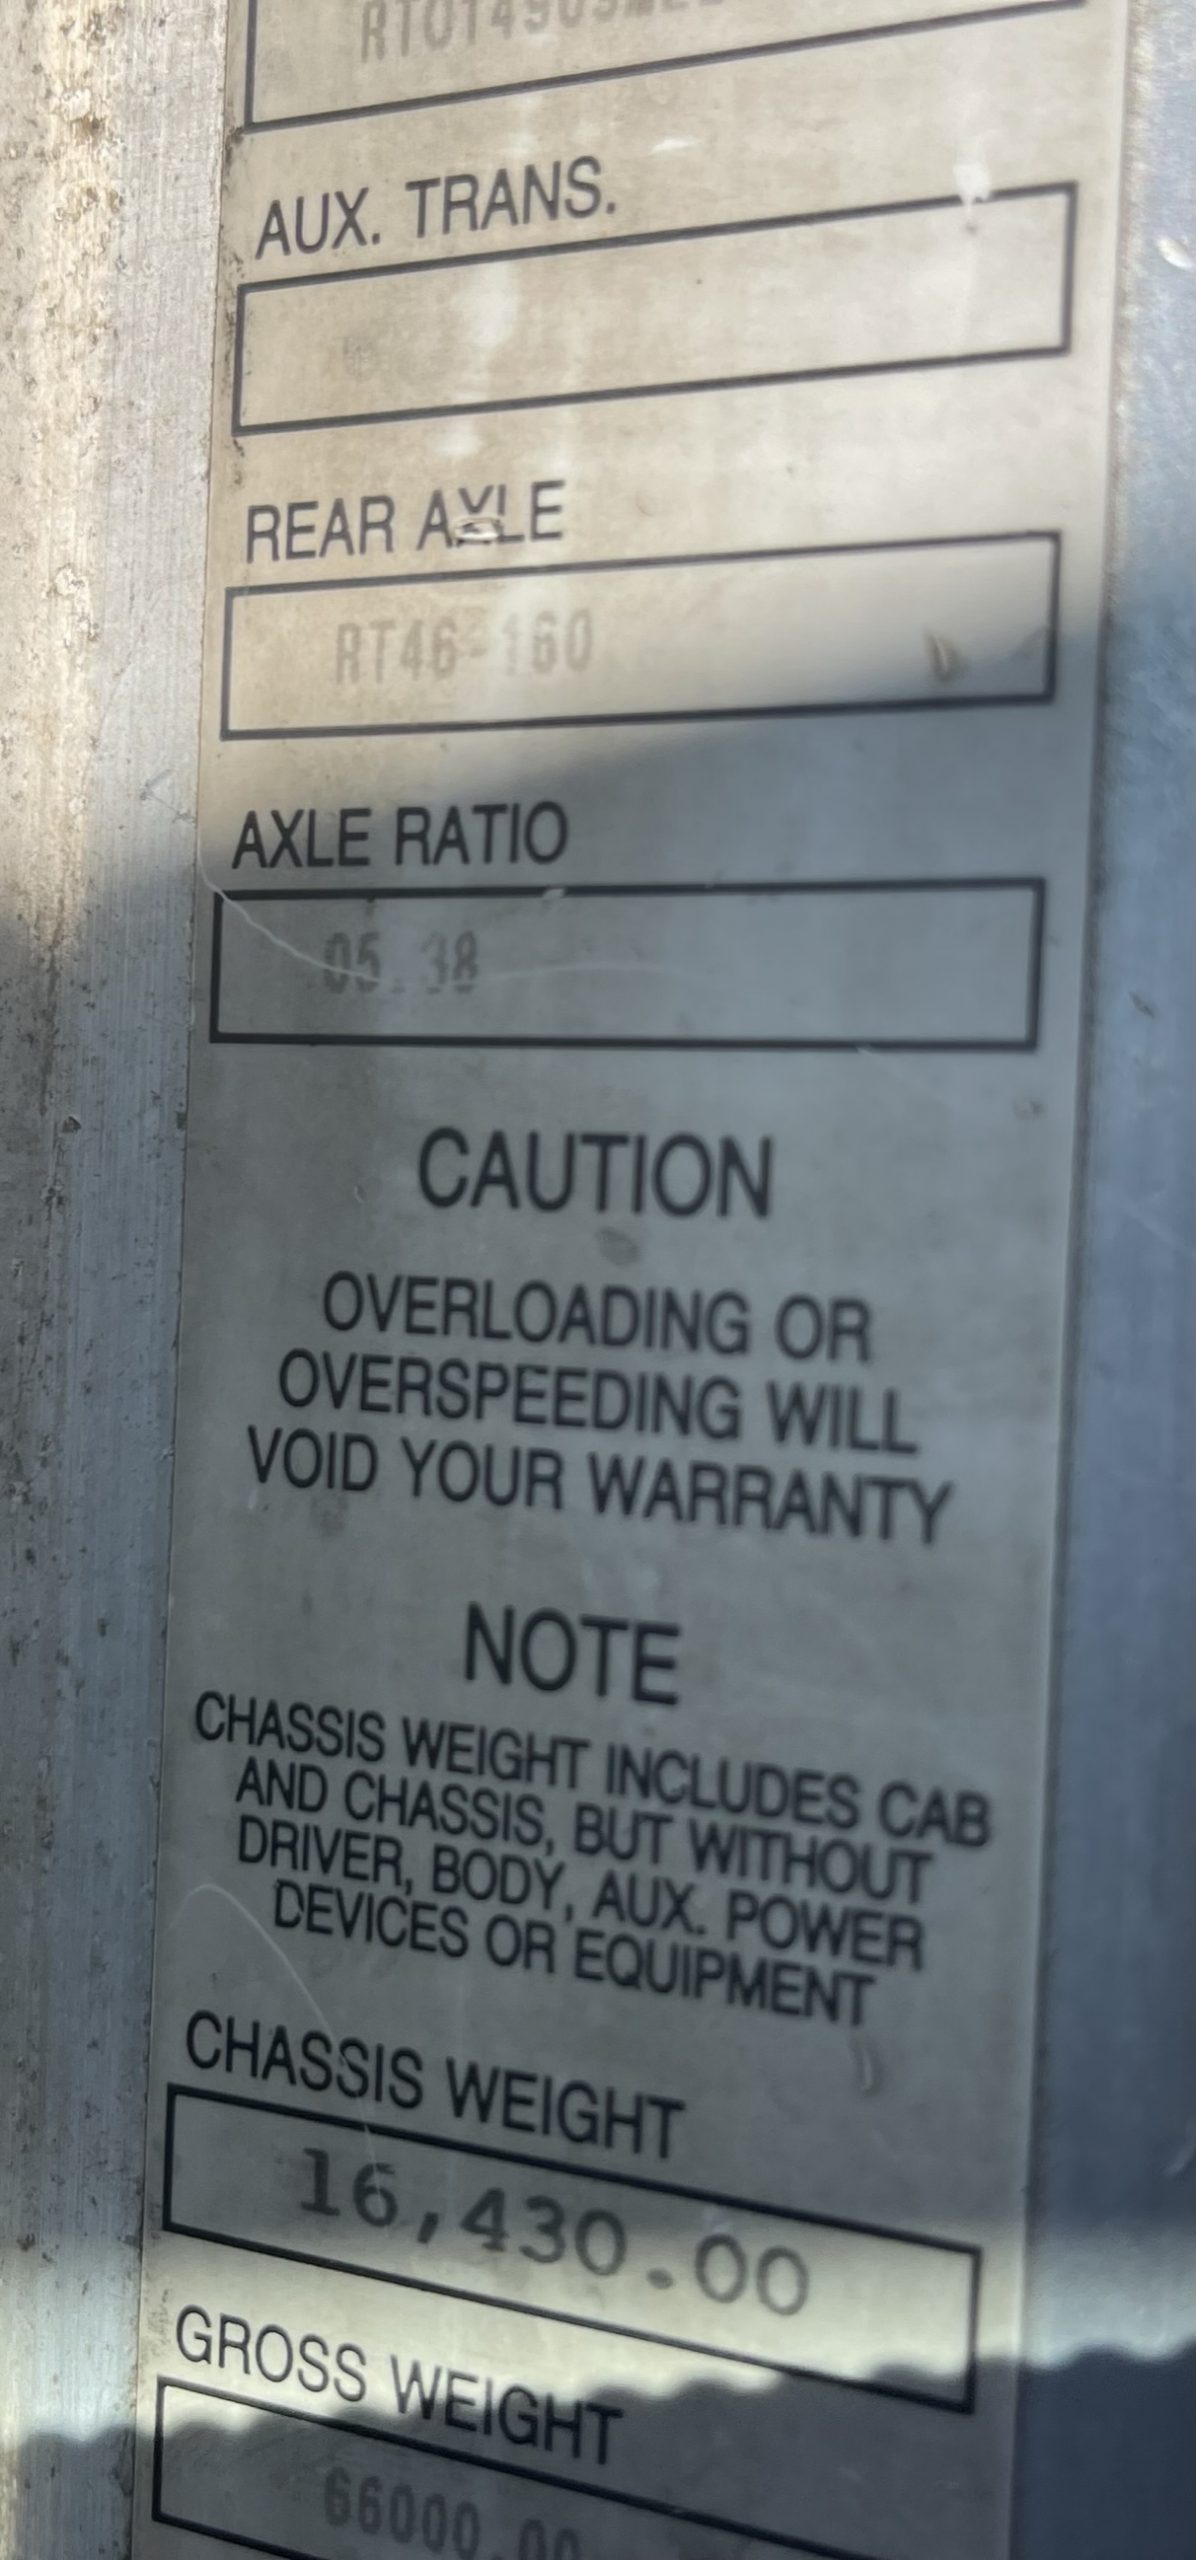 AUX. TRANS.
REAR AXLE
RT46-160
AXLE RATIO
05.38
CAUTION
OVERLOADING OR
OVERSPEEDING WILL
VOID YOUR WARRANTY
NOTE
CHASSIS WEIGHT INCLUDES CAB
AND CHASSIS, BUT WITHOUT
DRIVER, BODY, AUX. POWER
DEVICES OR EQUIPMENT
CHASSIS WEIGHT
16,430.00
GROSS WEIGHT
66000.00